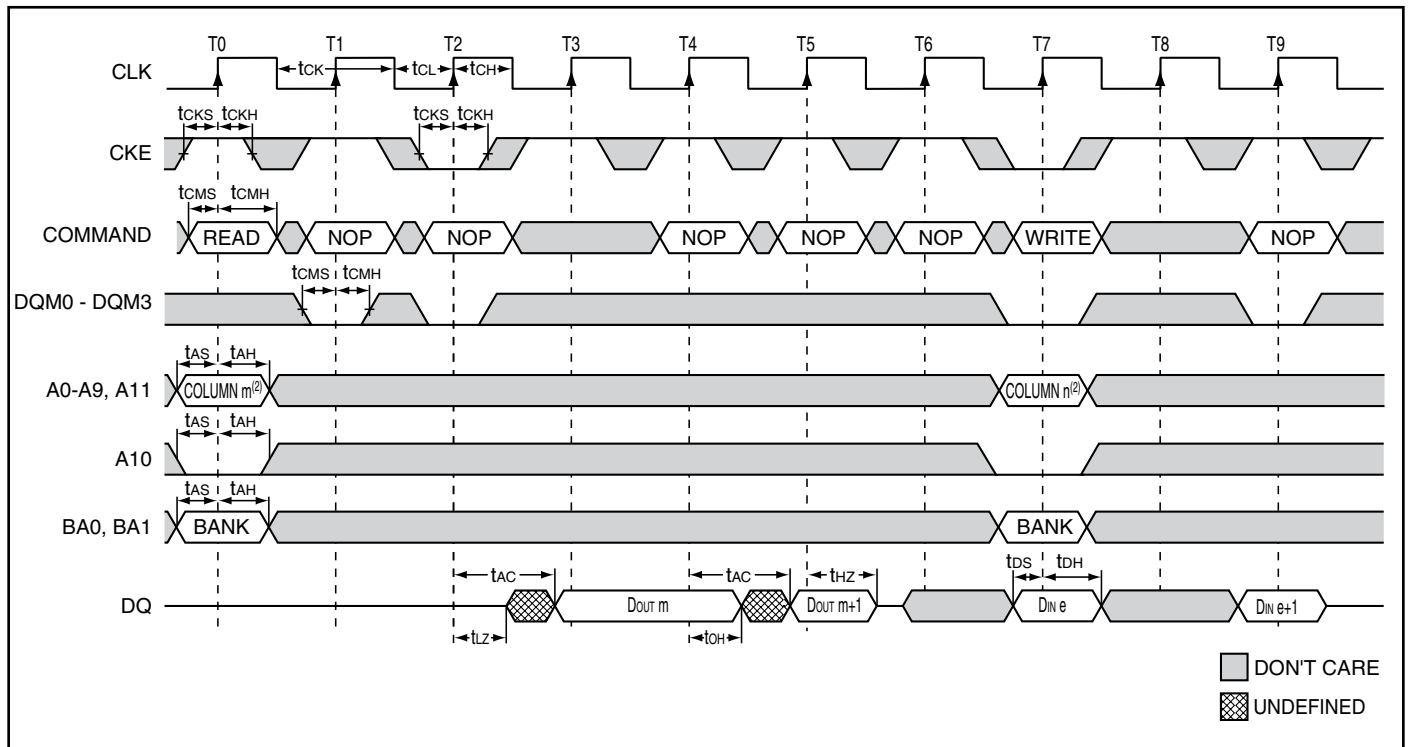 T0 T1 T2 T3 T4 T5 T6 T7 T8 T9
CLK tCK tCL tCH
tCKS tCKH tCKS tCKH
CKE
tCMS tCMH
COMMAND READ NOP NOP NOP NOP NOP WRITE NOP
tCMS tCMH
DQM0 - DQM3
tAS tAH
A0-A9, A11 COLUMN m(2) COLUMN n(2)
tAS tAH
A10
tAS tAH
BA0, BA1 BANK BANK
tAC tAC tHZ tDS tDH
DQ DOUT m DOUT m+1 DIN e DIN e+1
tLZ tOH
DON'T CARE
UNDEFINED